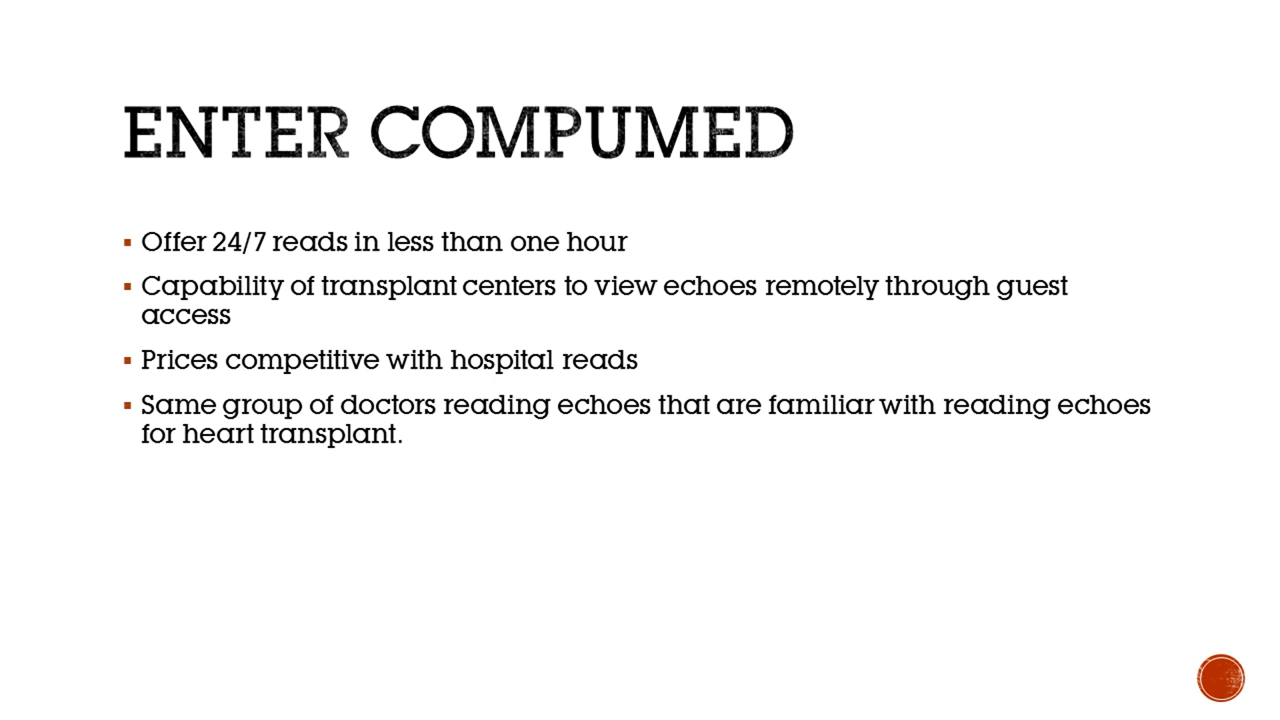 ENTER COMPUMED
▪ Offer 24/7 reads in less than one hour
▪ Capability of transplant centers to view echoes remotely through guest
access
▪ Prices competitive with hospital reads
▪ Same group of doctors reading echoes that are familiar with reading echoes
for heart transplant.